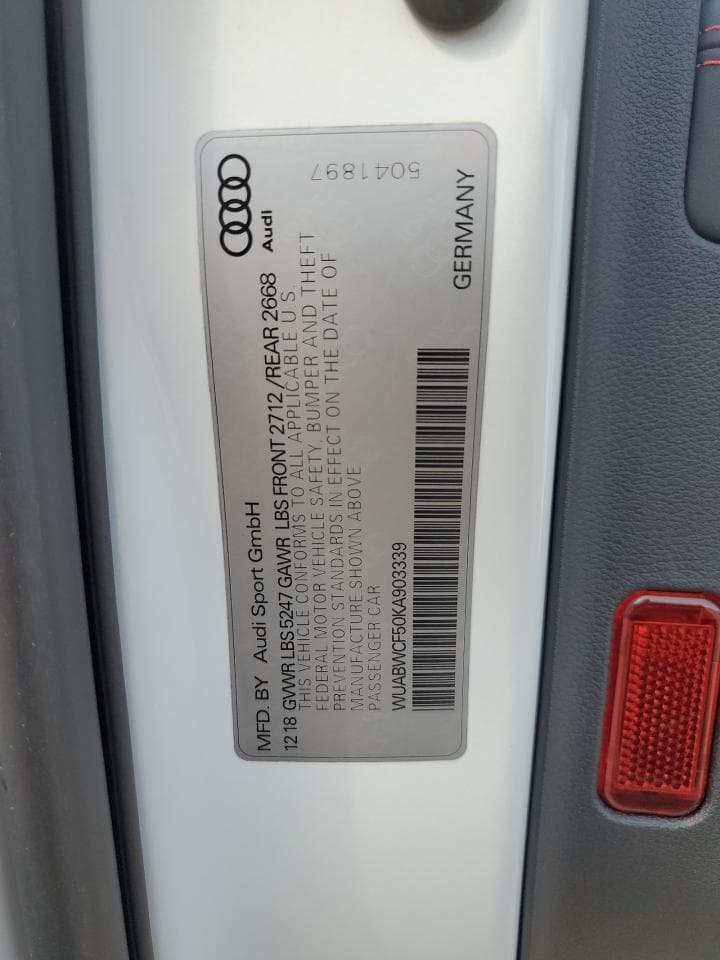 MFD. BY Audi Sport GmbH
Audi
1218 GVWR LBS 5247 GAWR LBS FRONT 2712 /REAR 2668
THIS VEHICLE CONFORMS TO ALL APPLICABLE U.S.
FEDERAL MOTOR VEHICLE SAFETY, BUMPER AND THEFT
PREVENTION STANDARDS IN EFFECT ON THE DATE OF
MANUFACTURE SHOWN ABOVE
PASSENGER CAR
WUABWCF50KA903339
GERMANY
5041897